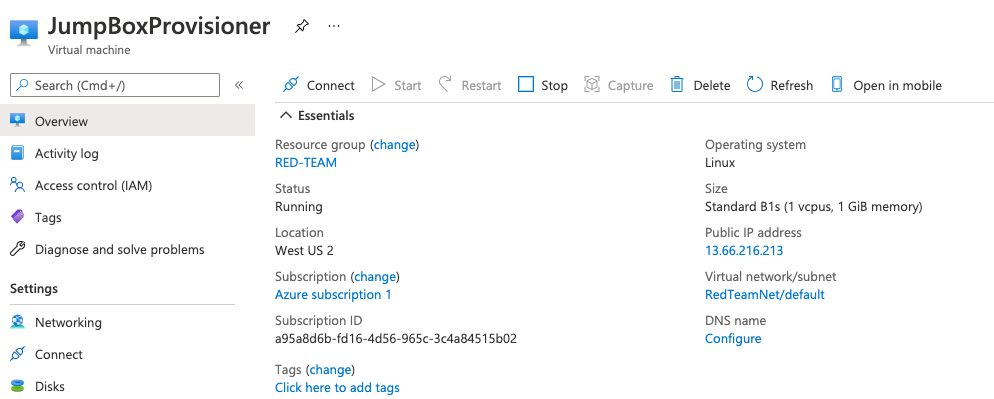 JumpBoxProvisioner
Virtual machine
Search (Cmd+/)
«
Overview
Activity log
Access control (IAM)
Tags
Diagnose and solve problems
Settings
Networking
Connect
Disks
Connect Start Restart Stop Capture Delete Refresh Open in mobile
Essentials
Resource group (change)
RED-TEAM
Status
Running
Location
West US 2
Subscription (change)
Azure subscription 1
Subscription ID
a95a8d6b-fd16-4d56-965c-3c4a84515b02
Tags (change)
Click here to add tags
Operating system
Linux
Size
Standard B1s (1 vcpus, 1 GiB memory)
Public IP address
13.66.216.213
Virtual network/subnet
RedTeamNet/default
DNS name
Configure